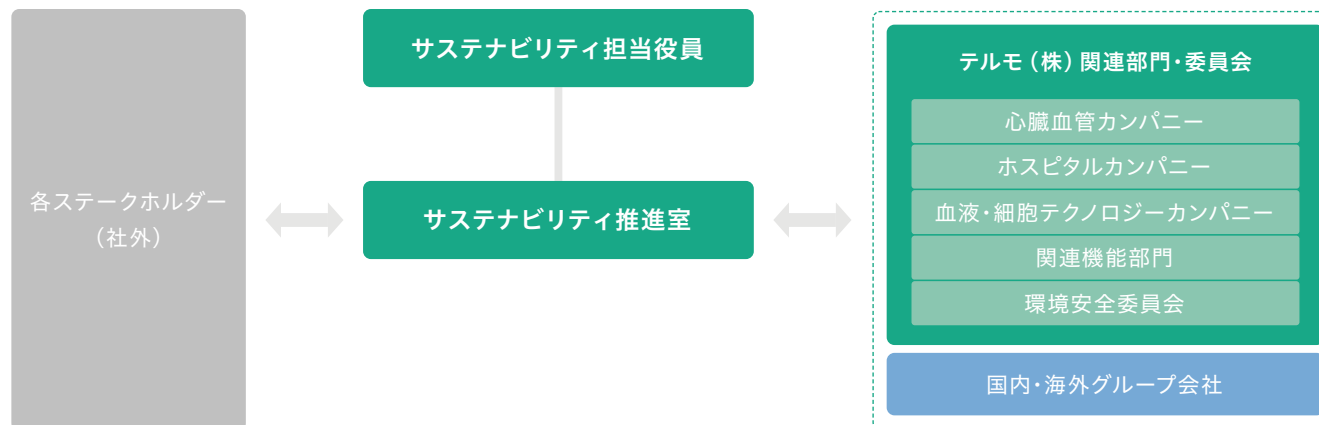 各ステークホルダー
（社外）
サステナビリティ担当役員
サステナビリティ推進室
テルモ（株）関連部門・委員会
心臓血管カンパニー
ホスピタルカンパニー
血液・細胞テクノロジーカンパニー
関連機能部門
環境安全委員会
国内・海外グループ会社